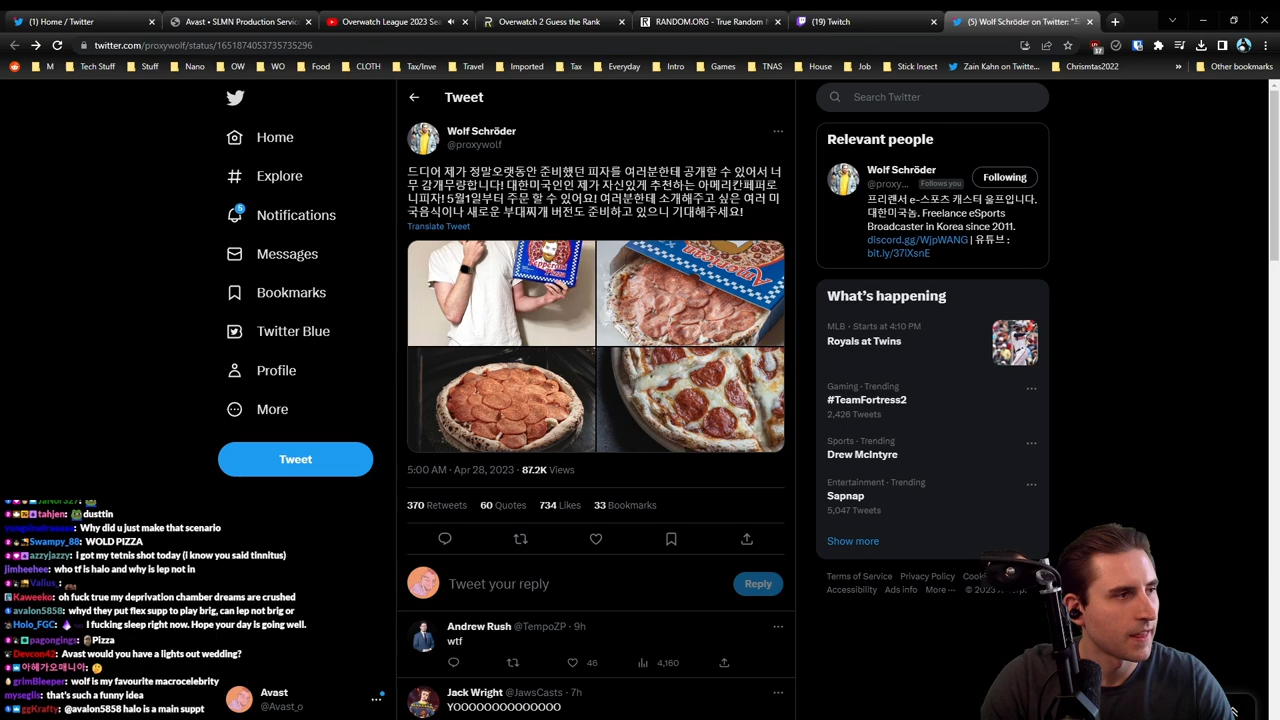 (1) Home / Twitter
Avast • SLMN Production Servic
Overwatch League 2023 Sea
Overwatch 2 Guess the Rank
RANDOM.ORG - True Random N
(19) Twitch
(5) Wolf Schröder on Twitter: "
twitter.com/proxywolf/status/1651874053735735296
37
M
Tech Stuff
Stuff
Nano
OW
WO
Food
CLOTH
Tax/Inve
Travel
Imported
Tax
Everyday
Intro
Games
TNAS
House
Job
Stick Insect
Zain Kahn on Twitte...
Chrismtas2022
»
Other bookmarks
Home
Explore
5
Notifications
Messages
Bookmarks
Twitter Blue
Profile
More
Tweet
Tweet
Wolf Schröder
@proxywolf
드디어 제가 정말오랫동안 준비했던 피자를 여러분한테 공개할 수 있어서 너
무 감개무량합니다! 대한미국인인 제가 자신있게 추천하는 아메리칸페퍼로
니피자! 5월1일부터 주문 할 수 있어요! 여러분한테 소개해주고 싶은 여러 미
국음식이나 새로운 부대찌개 버전도 준비하고 있으니 기대해주세요!
Translate Tweet
5:00 AM · Apr 28, 2023 · 87.2K Views
370 Retweets 60 Quotes 734 Likes 33 Bookmarks
Tweet your reply
Reply
Andrew Rush @TempoZP · 9h
wtf
46
4,160
Jack Wright @JawsCasts · 7h
YOOOOOOOOOOOOO
Search Twitter
Relevant people
Wolf Schröder
@proxy... Follows you
Following
프리랜서 e-스포츠 캐스터 울프입니다.
대한미국놈. Freelance eSports
Broadcaster in Korea since 2011.
discord.gg/WjpWANG | 유튜브 :
bit.ly/37lXsnE
What's happening
MLB · Starts at 4:10 PM
Royals at Twins
Gaming · Trending
#TeamFortress2
2,426 Tweets
Sports · Trending
Drew McIntyre
Entertainment · Trending
Sapnap
5,047 Tweets
Show more
Terms of Service Privacy Policy
Accessibility Ads info More ··· © 2023
tahjen: dusttin
Why did u just make that scenario
Swampy_88: WOLD PIZZA
azzyjazzy: I got my tetnis shot today (I know you said tinnitus)
jimheehee: who tf is halo and why is lep not in
Valius_:
Kaweeko: oh fuck true my deprivation chamber dreams are crushed
avalon5858: whyd they put flex supp to play brig, can lep not brig or
Holo_FGC: I fucking sleep right now. Hope your day is going well.
pagongings: Pizza
Devcon42: Avast would you have a lights out wedding?
아헤가오매니아:
grimBleeper: wolf is my favourite macrocelebrity
myseglis: that's such a funny idea
ggKrafty: @avalon5858 halo is a main suppt
Avast
@Avast_o